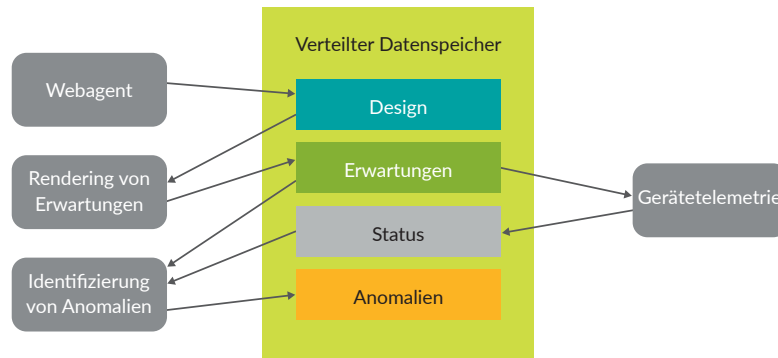 Verteilter Datenspeicher
Webagent
Design
Rendering von
Erwartungen
Erwartungen
Gerätetelemetrie
Status
Identifizierung
von Anomalien
Anomalien